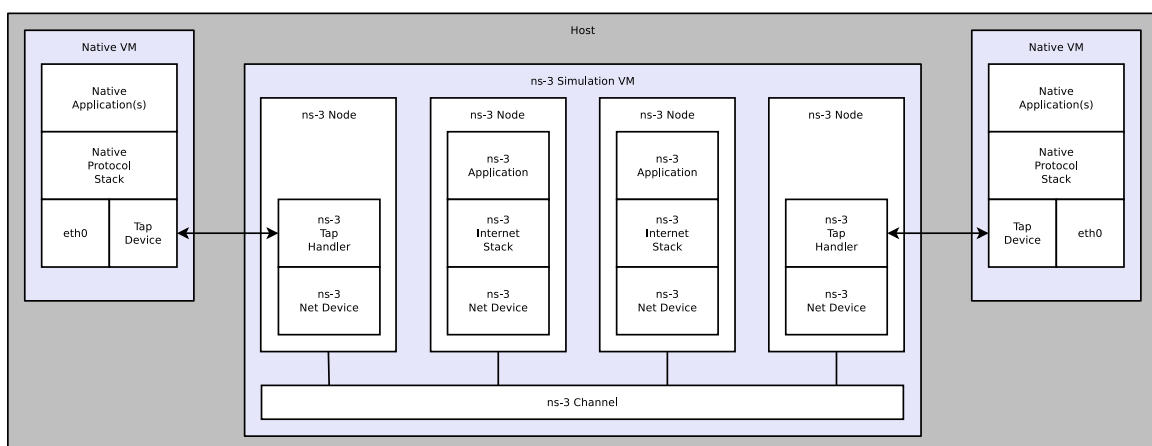 Host
Native VM
Native
Application(s)
Native
Protocol
Stack
eth0
Tap
Device
ns-3 Simulation VM
ns-3 Node
ns-3
Tap
Handler
ns-3
Net Device
ns-3 Node
ns-3
Application
ns-3
Internet
Stack
ns-3
Net Device
ns-3 Node
ns-3
Application
ns-3
Internet
Stack
ns-3
Net Device
ns-3 Node
ns-3
Tap
Handler
ns-3
Net Device
ns-3 Channel
Native VM
Native
Application(s)
Native
Protocol
Stack
Tap
Device
eth0